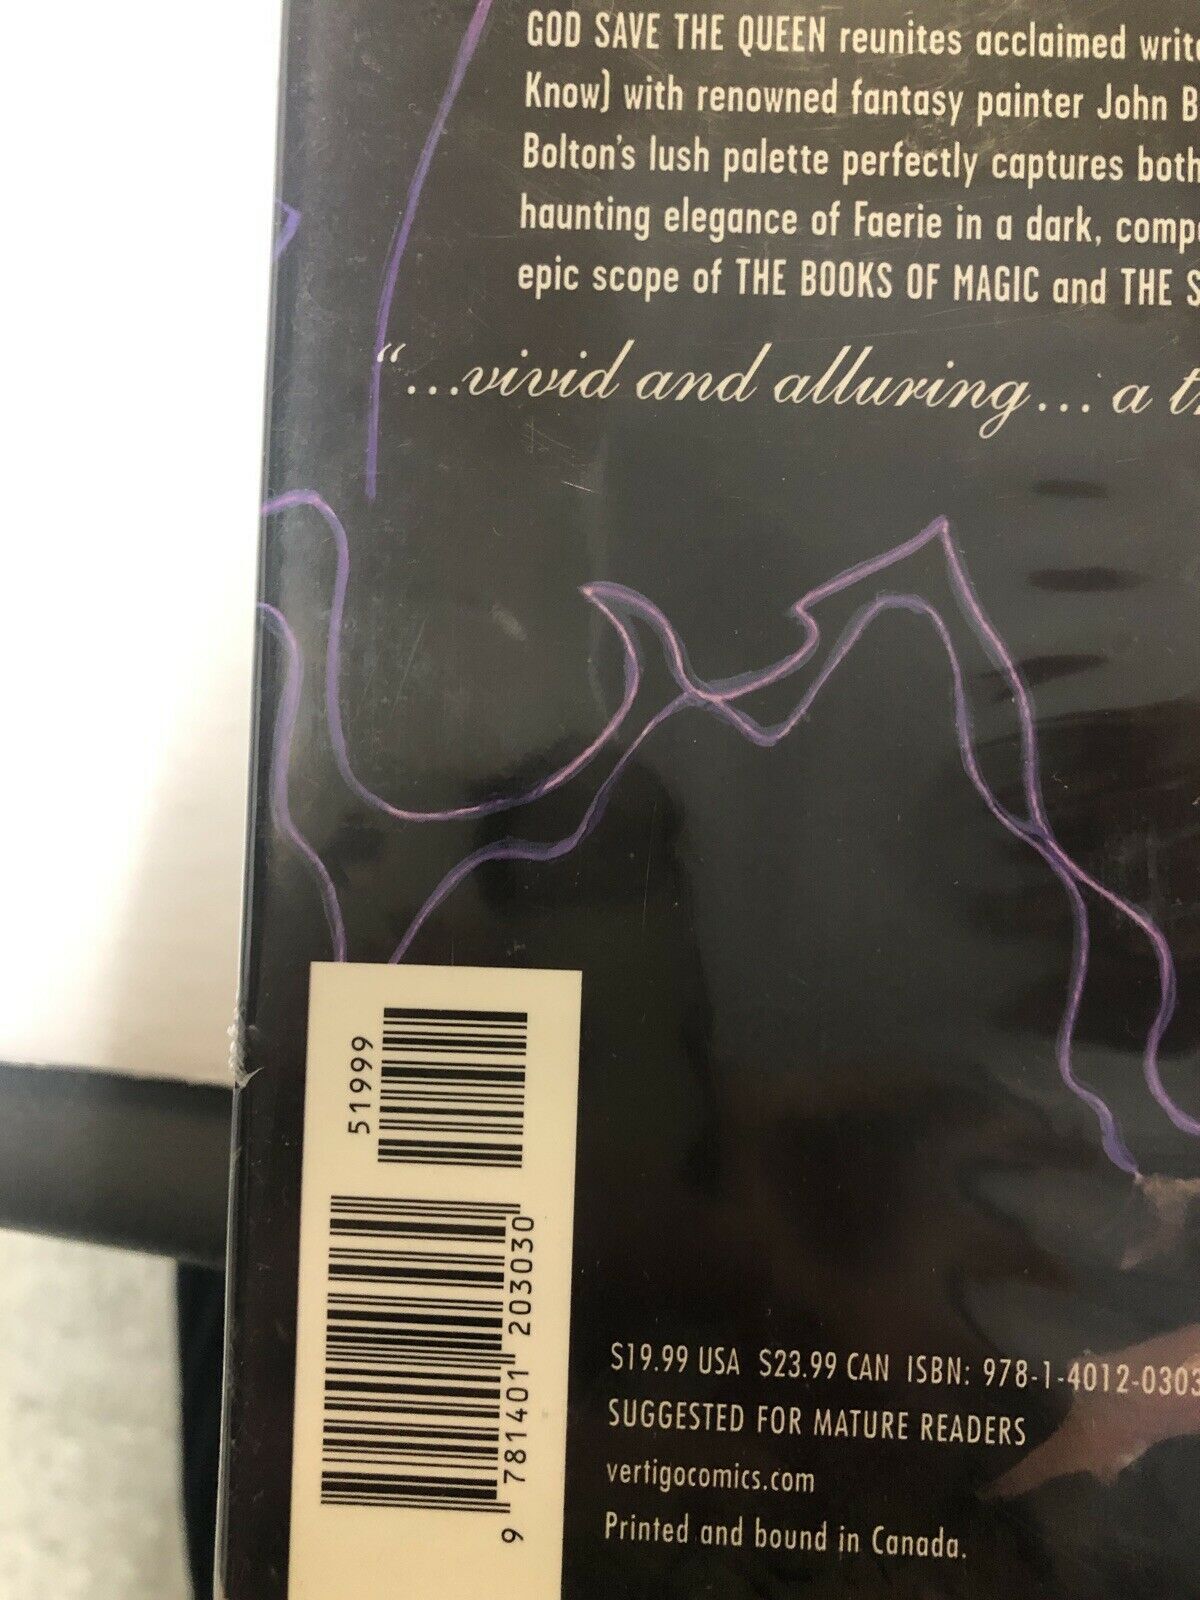 GOD SAVE THE QUEEN reunites acclaimed
Know) with renowned fantasy painter John
Bolton's lush palette perfectly captures both
haunting elegance of Faerie in a dark,
epic scope of THE BOOKS OF MAGIC and THE
“...vivid and alluring... a
51999
9 781401 203030
$19.99 USA $23.99 CAN ISBN: 978-1-4012-0303
SUGGESTED FOR MATURE READERS
vertigocomics.com
Printed and bound in Canada.